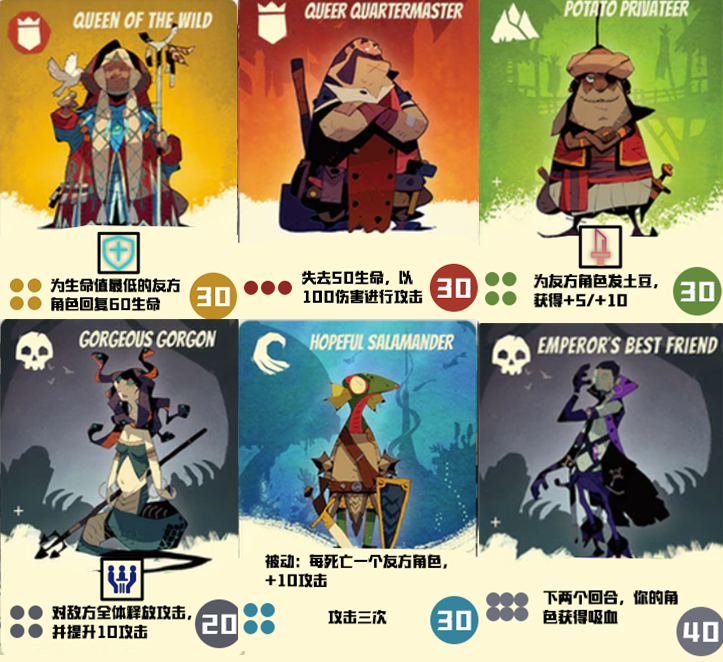 QUEEN OF THE WILD
为生命值最低的友方
角色回复60生命
30
QUEER QUARTERMASTER
失去50生命，以
100伤害进行攻击
30
POTATO PRIVATEER
为友方角色发土豆，
获得+5/+10
30
GORGEOUS GORGON
对敌方全体释放攻击，
并提升10攻击
20
HOPEFUL SALAMANDER
被动：每死亡一个友方角色，
+10攻击
攻击三次
30
EMPEROR'S BEST FRIEND
下两个回合，你的角
色获得吸血
40